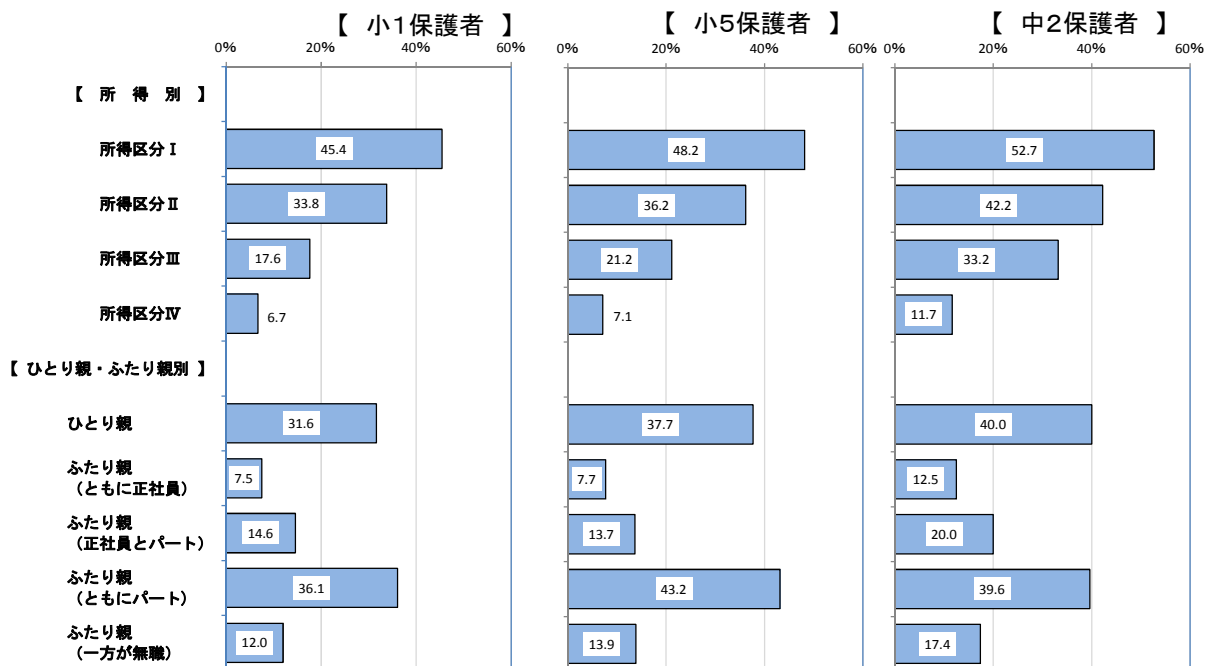 【 小1保護者 】
【 小5保護者 】
【 中2保護者 】
0% 20% 40% 60%
0% 20% 40% 60%
0% 20% 40% 60%
【 所 得 別 】
所得区分Ⅰ 45.4 48.2 52.7
所得区分Ⅱ 33.8 36.2 42.2
所得区分Ⅲ 17.6 21.2 33.2
所得区分Ⅳ 6.7 7.1 11.7
【 ひとり親・ふたり親別 】
ひとり親 31.6 37.7 40.0
ふたり親
（ともに正社員） 7.5 7.7 12.5
ふたり親
（正社員とパート） 14.6 13.7 20.0
ふたり親
（ともにパート） 36.1 43.2 39.6
ふたり親
（一方が無職） 12.0 13.9 17.4